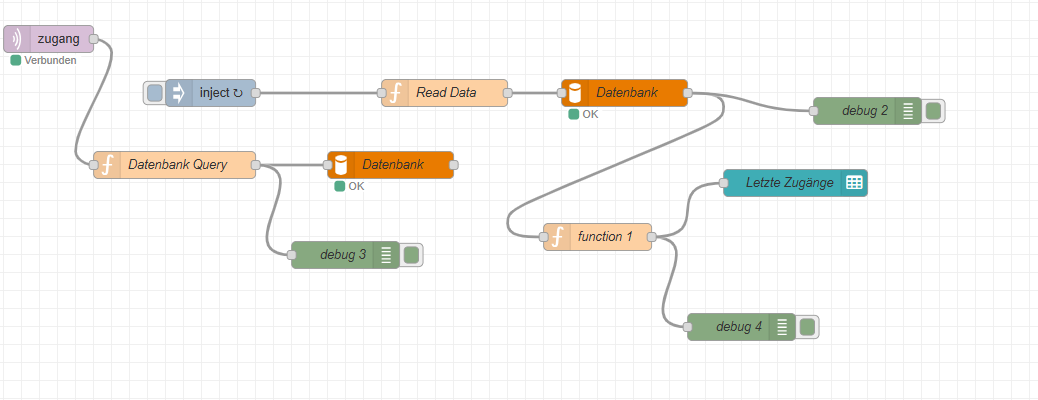 zugang
Verbunden
inject ↻
Read Data
Datenbank
OK
debug 2
Datenbank Query
Datenbank
OK
Letzte Zugänge
function 1
debug 3
debug 4